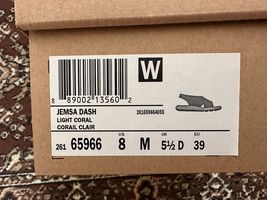 W
8 89002 13560 2
JEMSA DASH
LIGHT CORAL
CORAIL CLAIR
261659664055
261 65966
US
8
M
UK
5½ D
EU
39